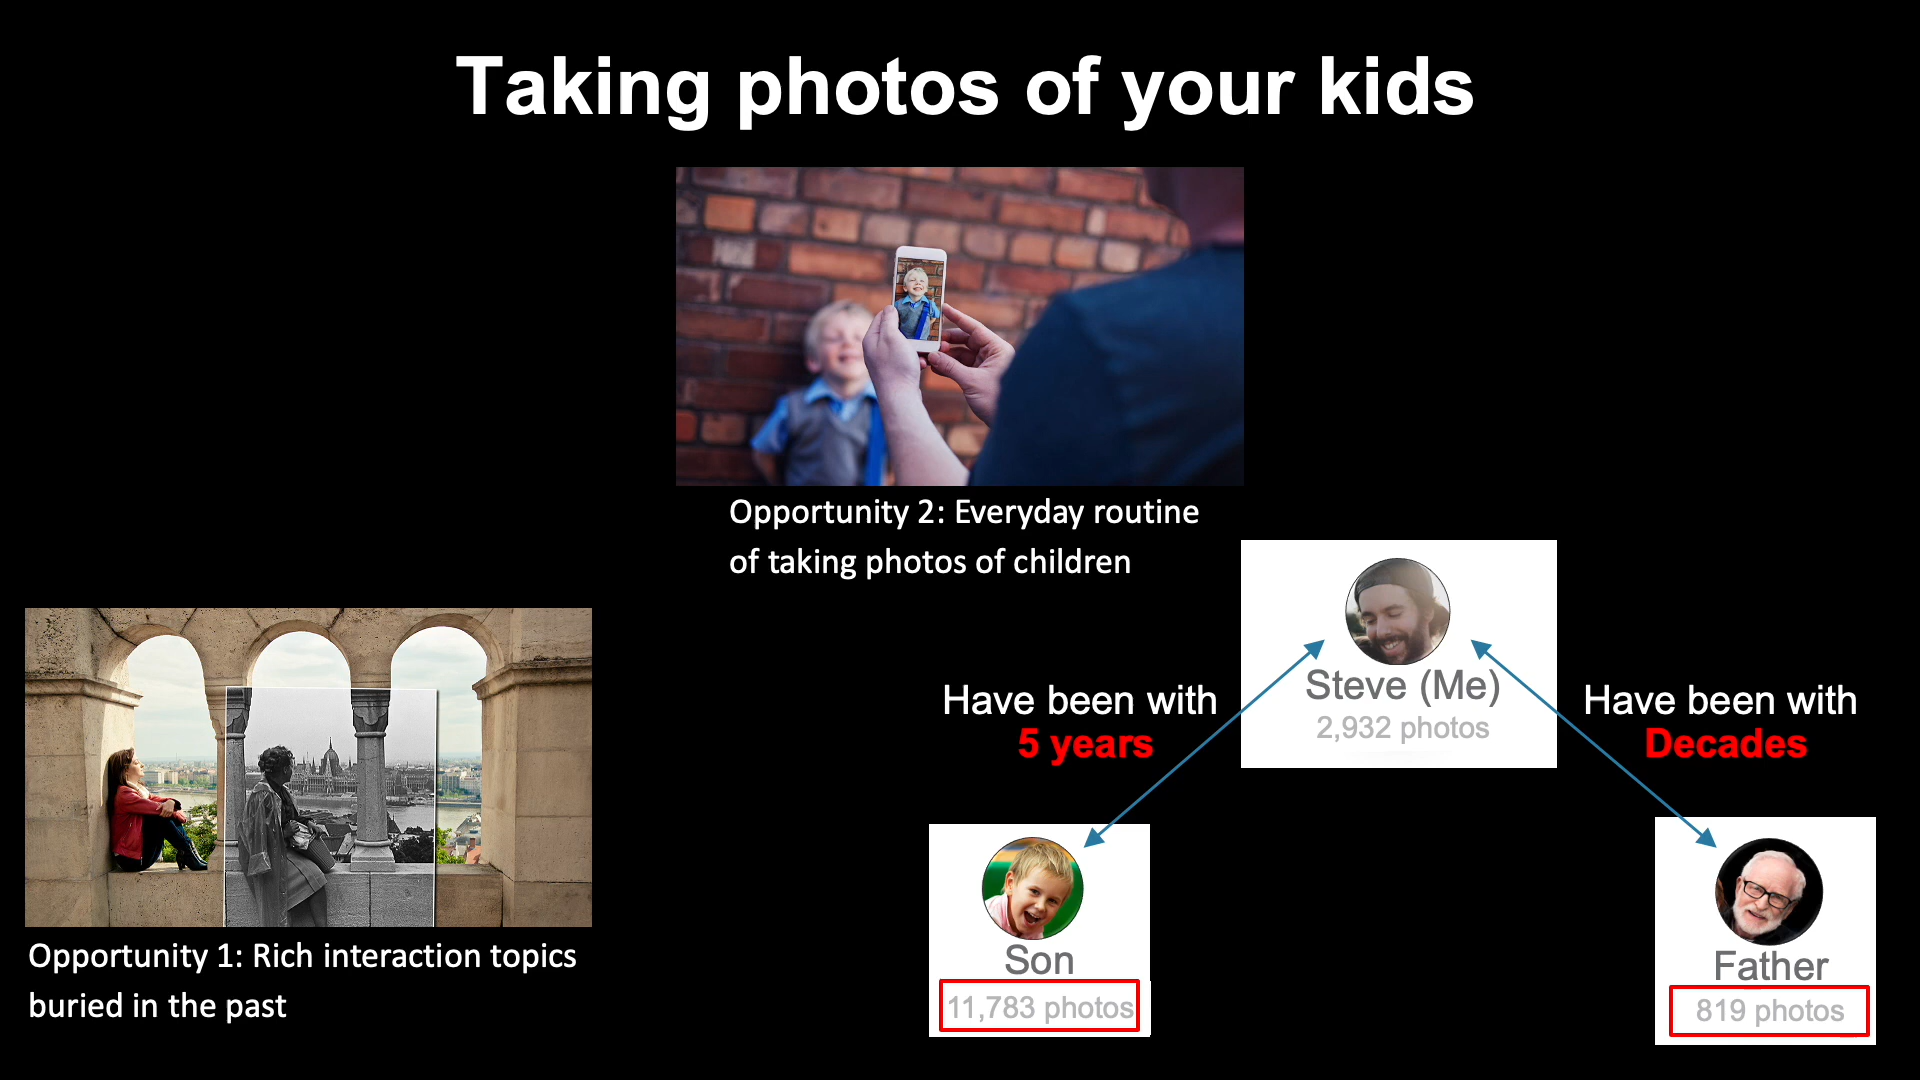 Taking photos of your kids
Opportunity 2: Everyday routine
of taking photos of children
Opportunity 1: Rich interaction topics
buried in the past
Have been with
5 years
Steve (Me)
2,932 photos
Have been with
Decades
Son
11,783 photos
Father
819 photos